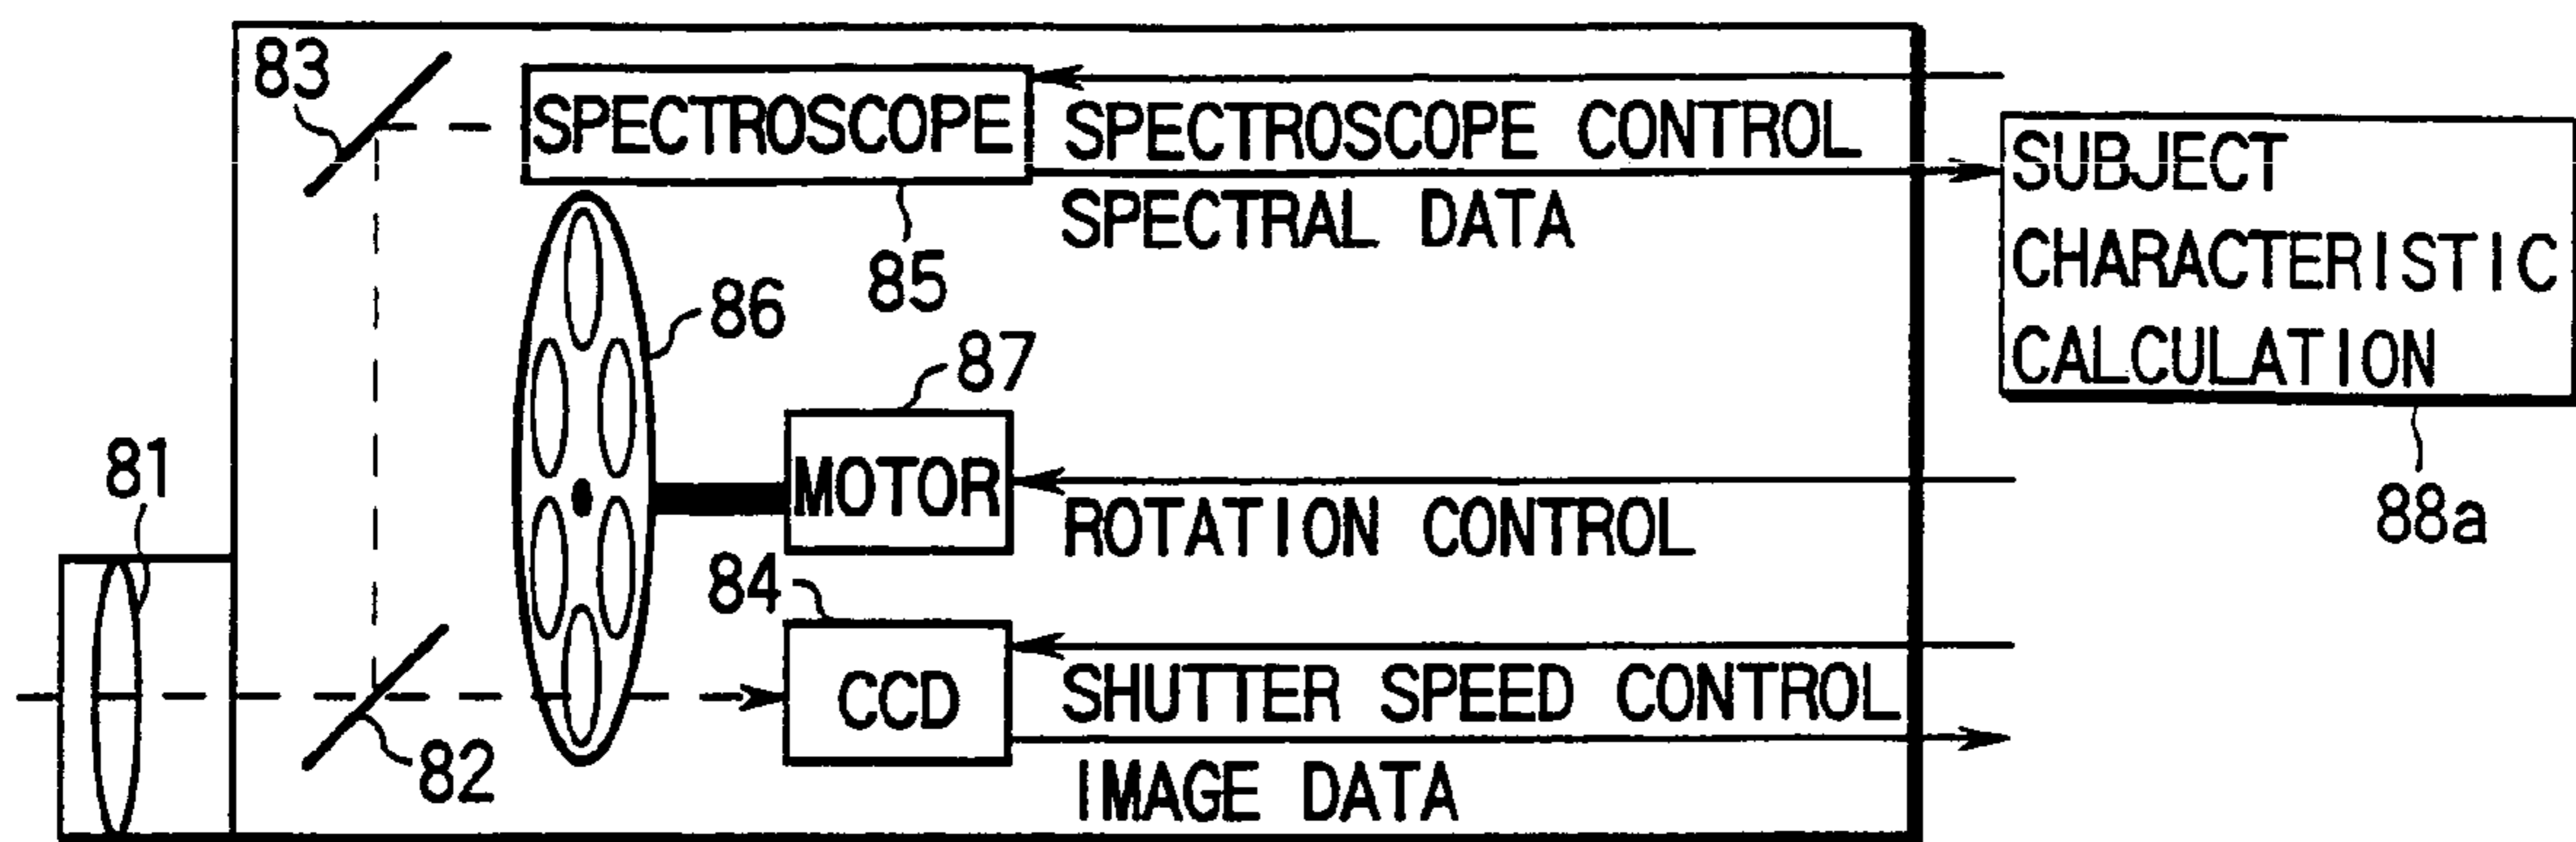 83
SPECTROSCOPE
SPECTROSCOPE CONTROL
SPECTRAL DATA
85
SUBJECT
CHARACTERISTIC
CALCULATION
88a
86
87
MOTOR
ROTATION CONTROL
81
84
CCD
SHUTTER SPEED CONTROL
IMAGE DATA
82